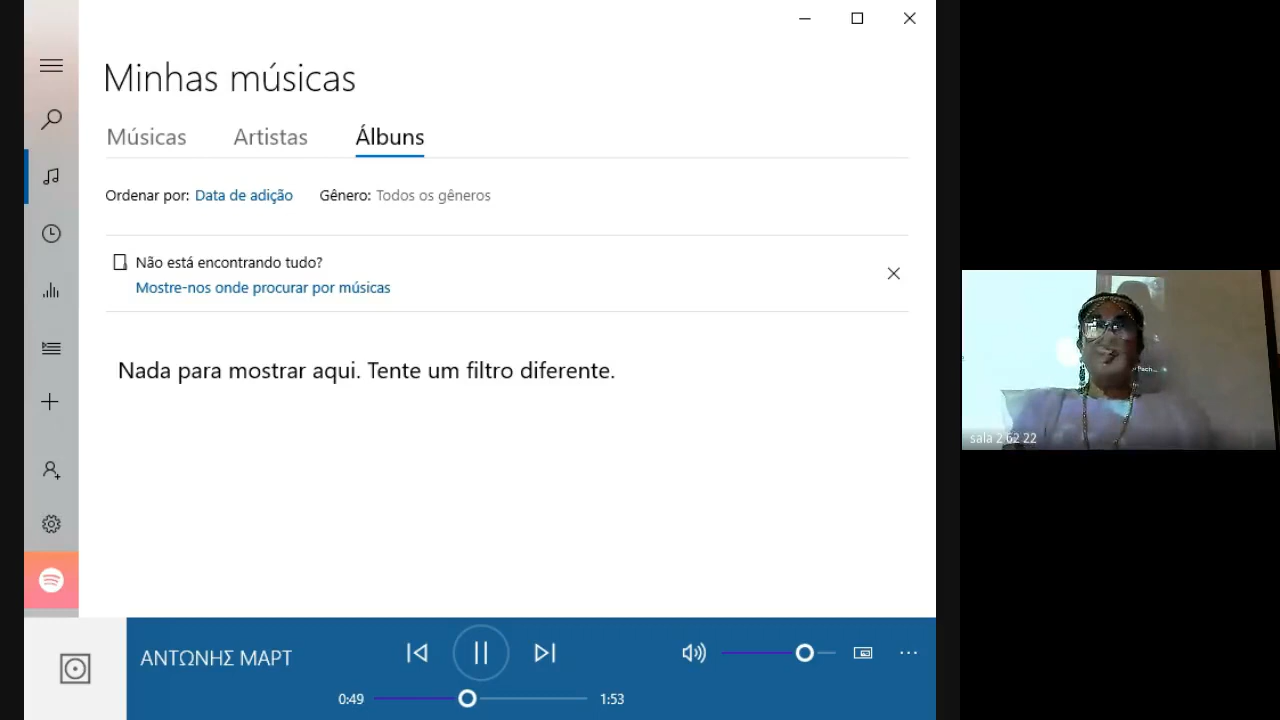 Minhas músicas
Músicas Artistas Álbuns
Ordenar por: Data de adição Gênero: Todos os gêneros
Não está encontrando tudo?
Mostre-nos onde procurar por músicas
Nada para mostrar aqui. Tente um filtro diferente.
ΑΝΤΩΝΗΣ ΜΑΡΤ
0:49 1:53
Pach...
sala 2 62 22